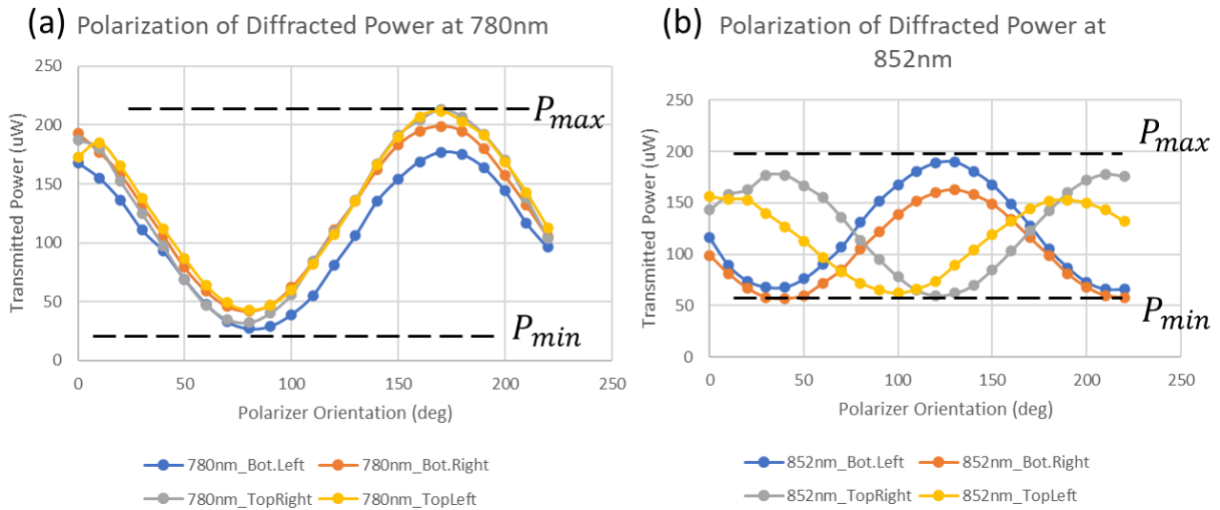 (a) Polarization of Diffracted Power at 780nm
250
200
150
100
50
0
Transmitted Power (uW)
P_max
P_min
0 50 100 150 200 250
Polarizer Orientation (deg)
780nm_Bot.Left 780nm_Bot.Right
780nm_TopRight 780nm_TopLeft
(b) Polarization of Diffracted Power at
852nm
250
200
150
100
50
0
Transmitted Power (uW)
P_max
P_min
0 50 100 150 200 250
Polarizer Orientation (deg)
852nm_Bot.Left 852nm_Bot.Right
852nm_TopRight 852nm_TopLeft